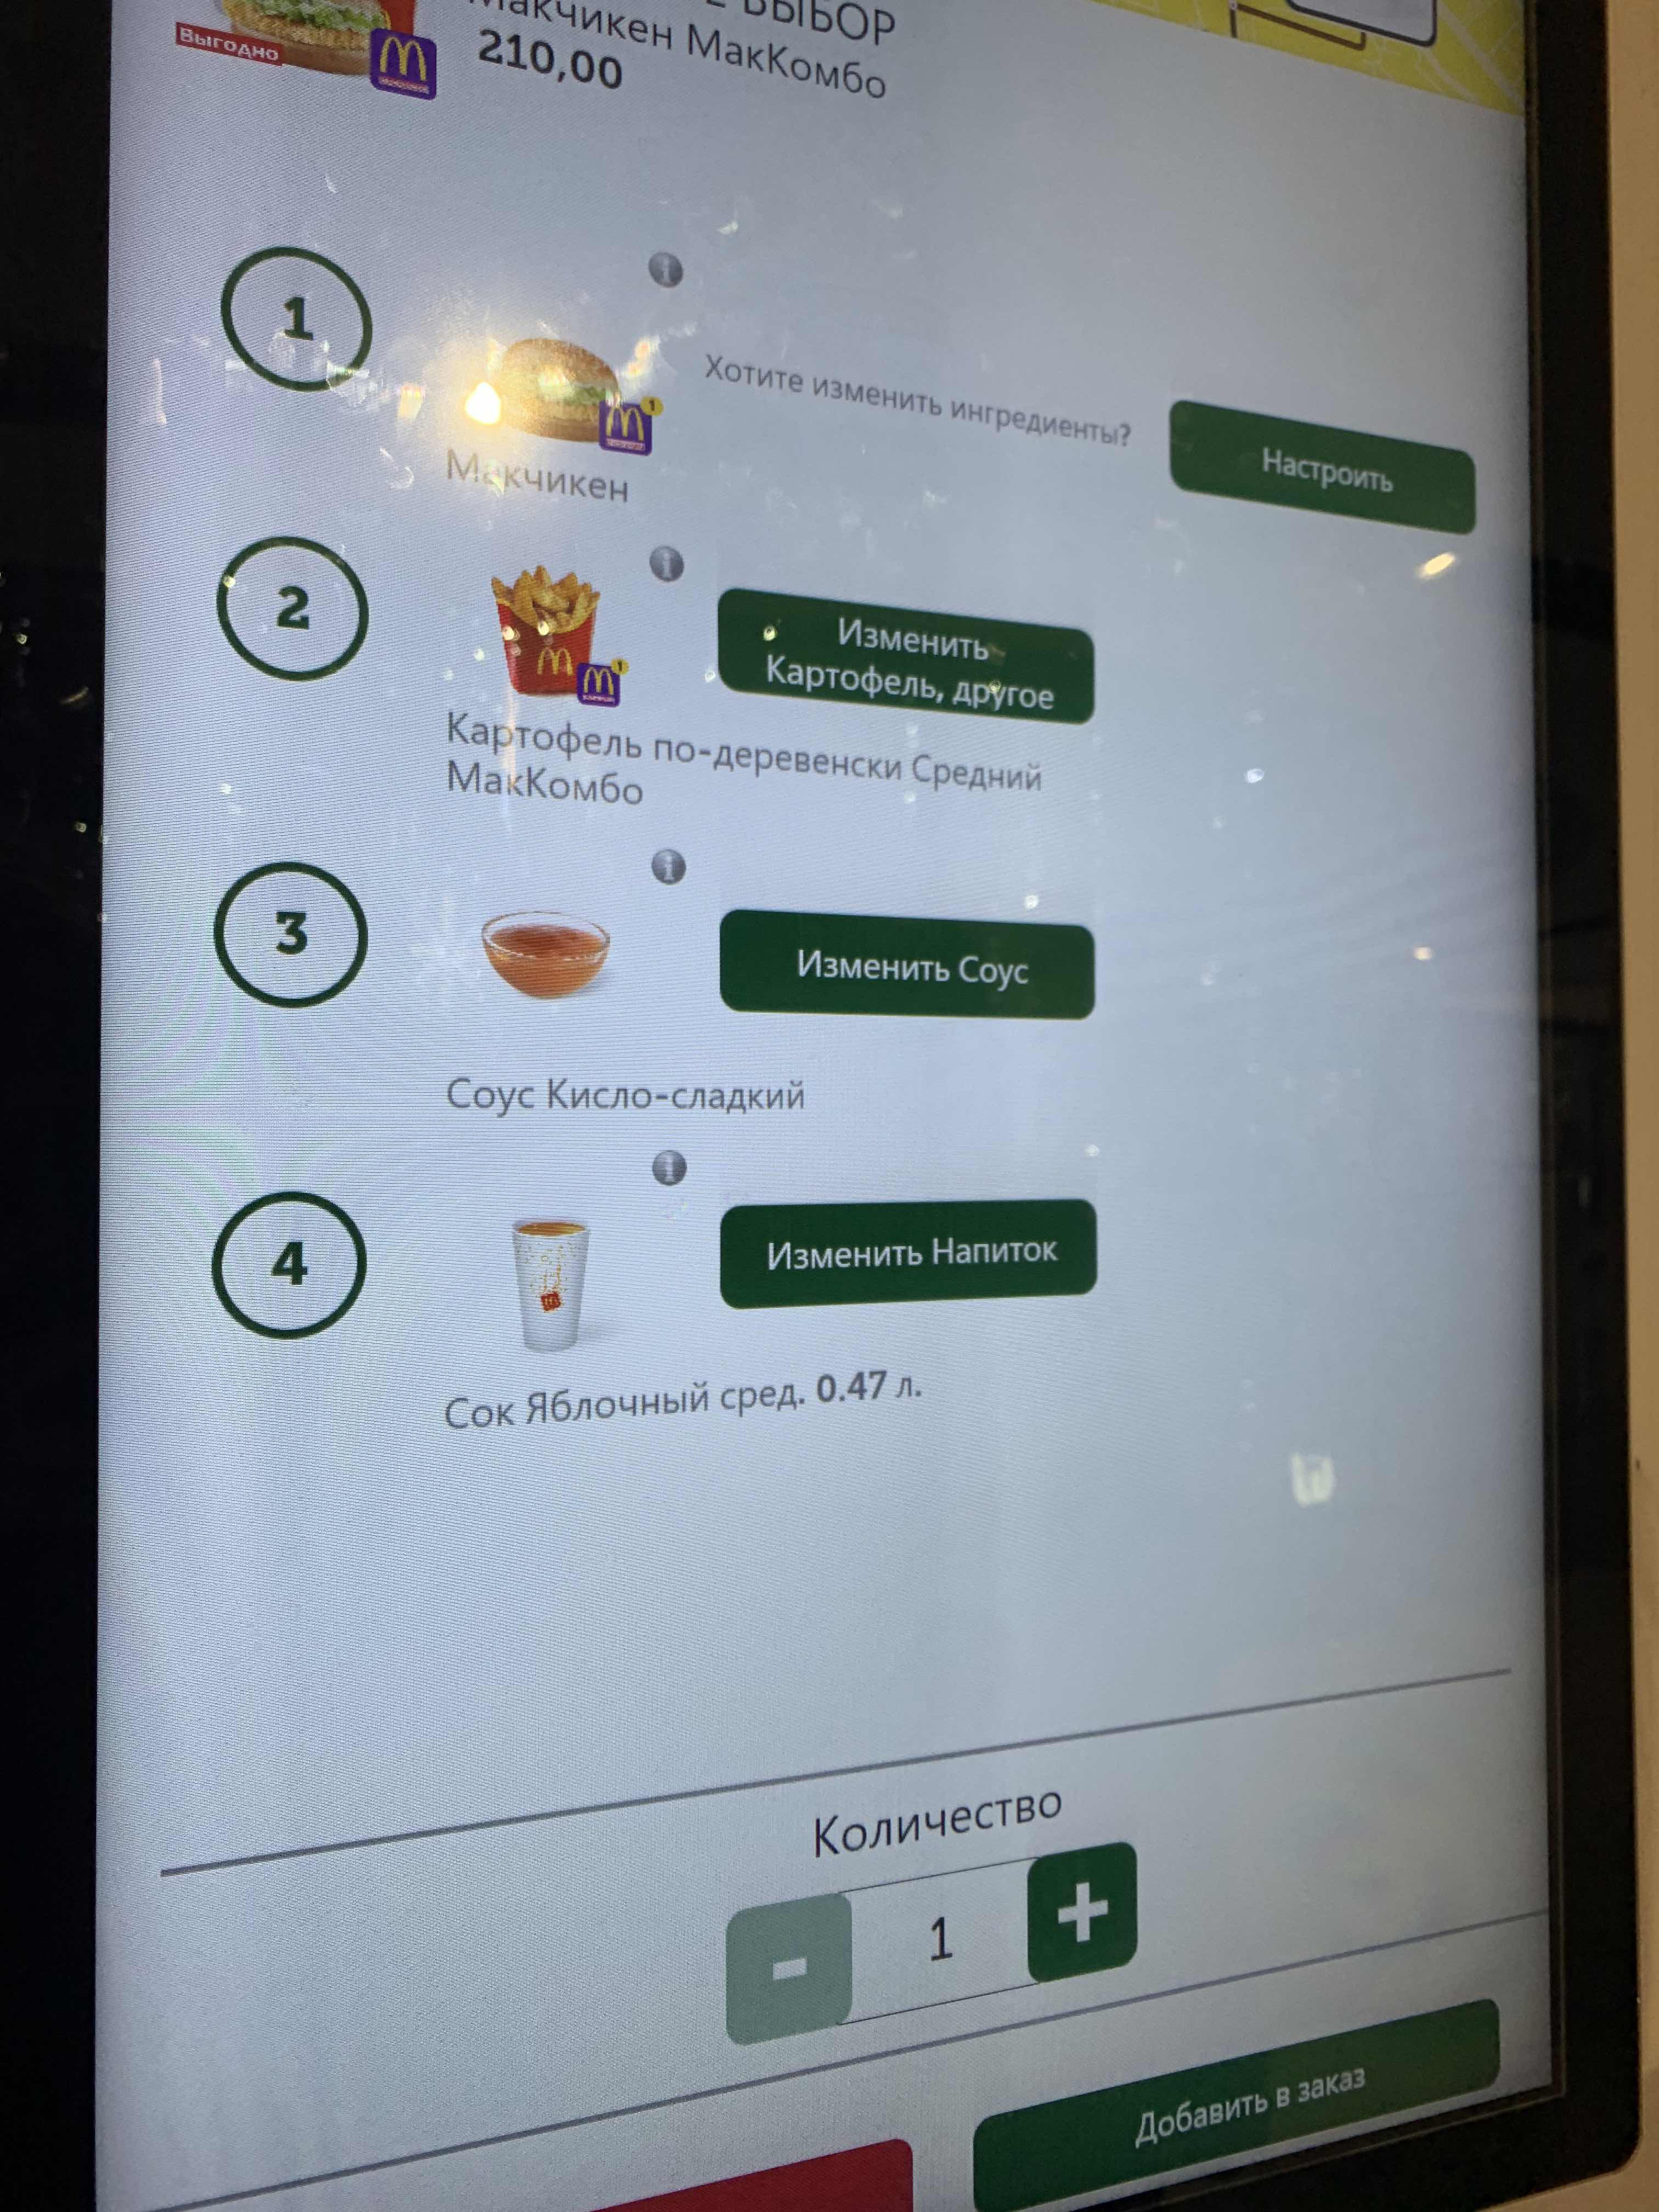 ВЫБОР
Макчикен МакКомбо
210,00
Выгодно
1
Хотите изменить ингредиенты?
Настроить
Макчикен
2
Изменить
Картофель, другое
Картофель по-деревенски Средний
МакКомбо
3
Изменить Соус
Соус Кисло-сладкий
4
Изменить Напиток
Сок Яблочный сред. 0.47 л.
Количество
-
1
+
Добавить в заказ